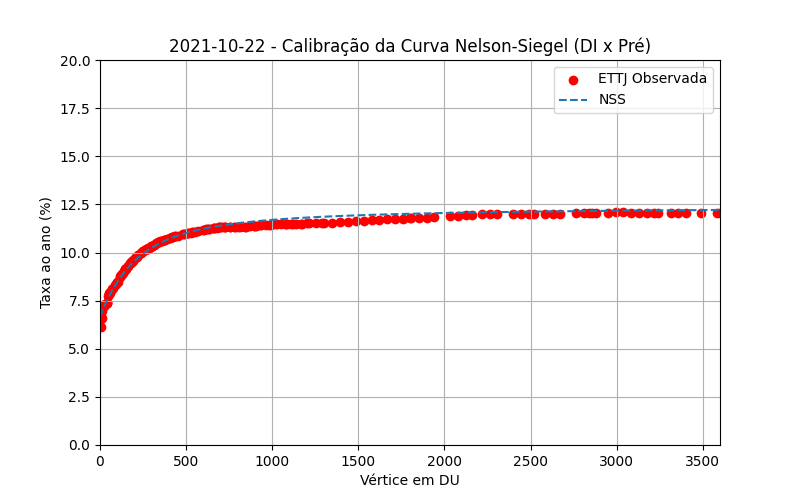 2021-10-22 - Calibração da Curva Nelson-Siegel (DI x Pré)
20.0
17.5
15.0
12.5
10.0
7.5
5.0
2.5
0.0
Taxa ao ano (%)
ETTJ Observada
NSS
0 500 1000 1500 2000 2500 3000 3500
Vértice em DU